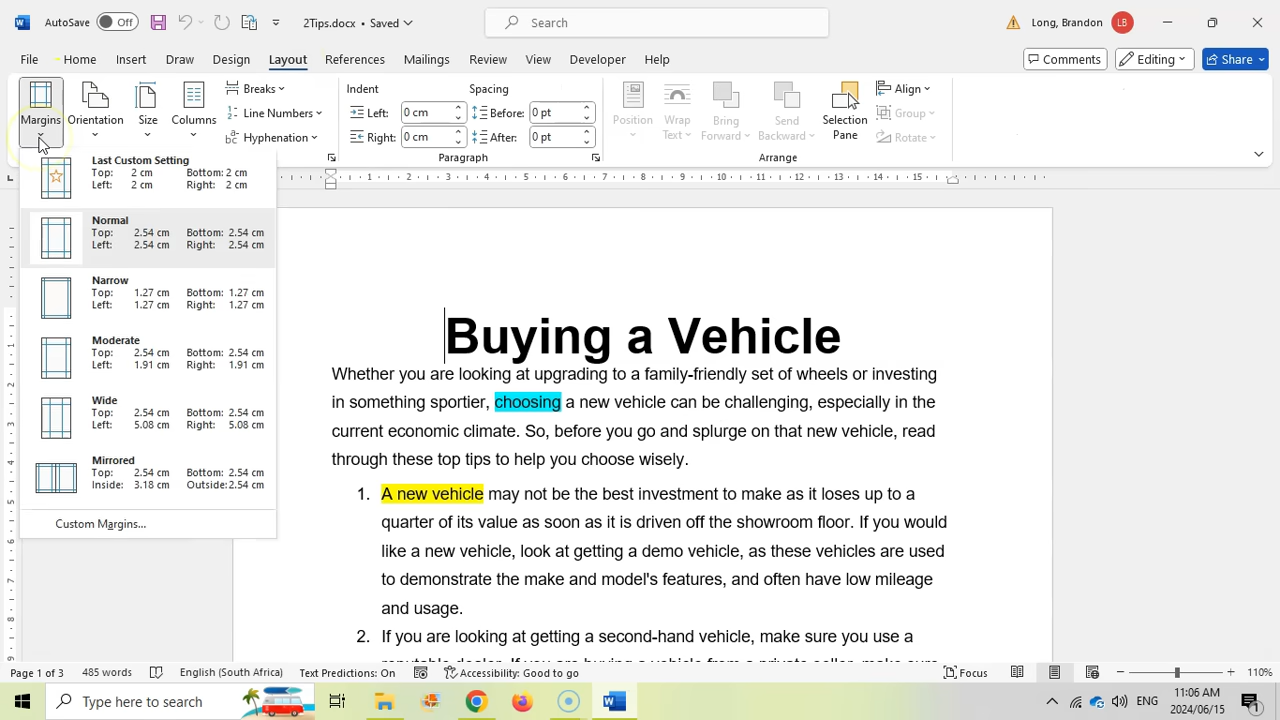 AutoSave Off 2Tips.docx • Saved Search Long, Brandon LB
File Home Insert Draw Design Layout References Mailings Review View Developer Help Comments Editing Share
Margins Orientation Size Columns
Breaks
Line Numbers
Hyphenation
Indent Spacing
Left: 0 cm Before: 0 pt
Right: 0 cm After: 0 pt
Paragraph
Position Wrap Text Bring Forward Send Backward Selection Pane
Align
Group
Rotate
Arrange
Last Custom Setting
Top: 2 cm Bottom: 2 cm
Left: 2 cm Right: 2 cm
Normal
Top: 2.54 cm Bottom: 2.54 cm
Left: 2.54 cm Right: 2.54 cm
Narrow
Top: 1.27 cm Bottom: 1.27 cm
Left: 1.27 cm Right: 1.27 cm
Moderate
Top: 2.54 cm Bottom: 2.54 cm
Left: 1.91 cm Right: 1.91 cm
Wide
Top: 2.54 cm Bottom: 2.54 cm
Left: 5.08 cm Right: 5.08 cm
Mirrored
Top: 2.54 cm Bottom: 2.54 cm
Inside: 3.18 cm Outside: 2.54 cm
Custom Margins...
1 2 3 4 5 6 7 8 9 10 11 12 13 14 15
Buying a Vehicle
Whether you are looking at upgrading to a family-friendly set of wheels or investing
in something sportier, choosing a new vehicle can be challenging, especially in the
current economic climate. So, before you go and splurge on that new vehicle, read
through these top tips to help you choose wisely.
1. A new vehicle may not be the best investment to make as it loses up to a
quarter of its value as soon as it is driven off the showroom floor. If you would
like a new vehicle, look at getting a demo vehicle, as these vehicles are used
to demonstrate the make and model's features, and often have low mileage
and usage.
2. If you are looking at getting a second-hand vehicle, make sure you use a
Page 1 of 3 485 words English (South Africa) Text Predictions: On Accessibility: Good to go Focus 110%
Type here to search
11:06 AM
2024/06/15